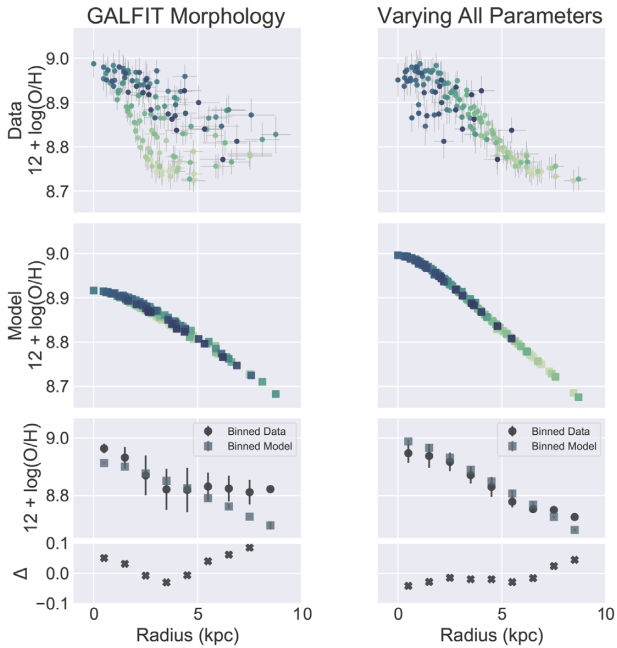 GALFIT Morphology
Varying All Parameters
Data
12 + log(O/H)
9.0
8.9
8.8
8.7
Model
12 + log(O/H)
9.0
8.9
8.8
8.7
12 + log(O/H)
9.0
8.8
Binned Data
Binned Model
Binned Data
Binned Model
Δ
0.1
0.0
−0.1
0
5
10
0
5
10
Radius (kpc)
Radius (kpc)